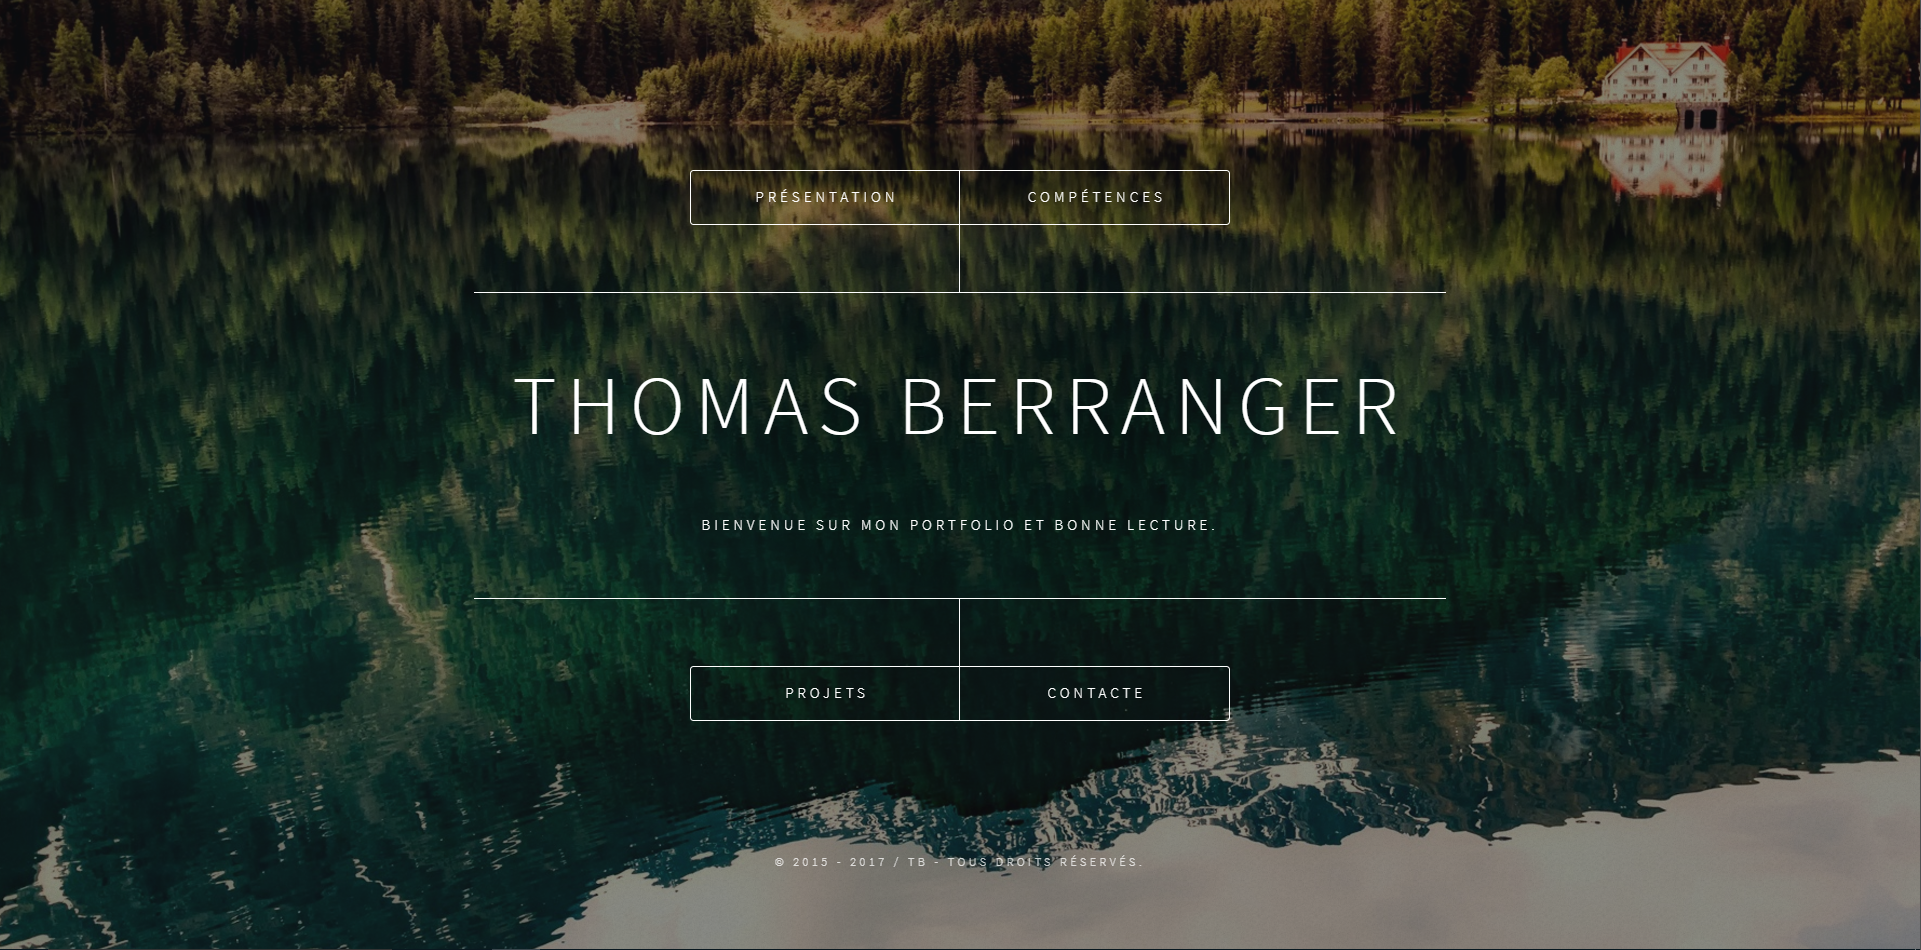 PRÉSENTATION COMPÉTENCES
THOMAS BERRANGER
BIENVENUE SUR MON PORTFOLIO ET BONNE LECTURE.
PROJETS CONTACTE
© 2015 - 2017 / TB - TOUS DROITS RÉSERVÉS.